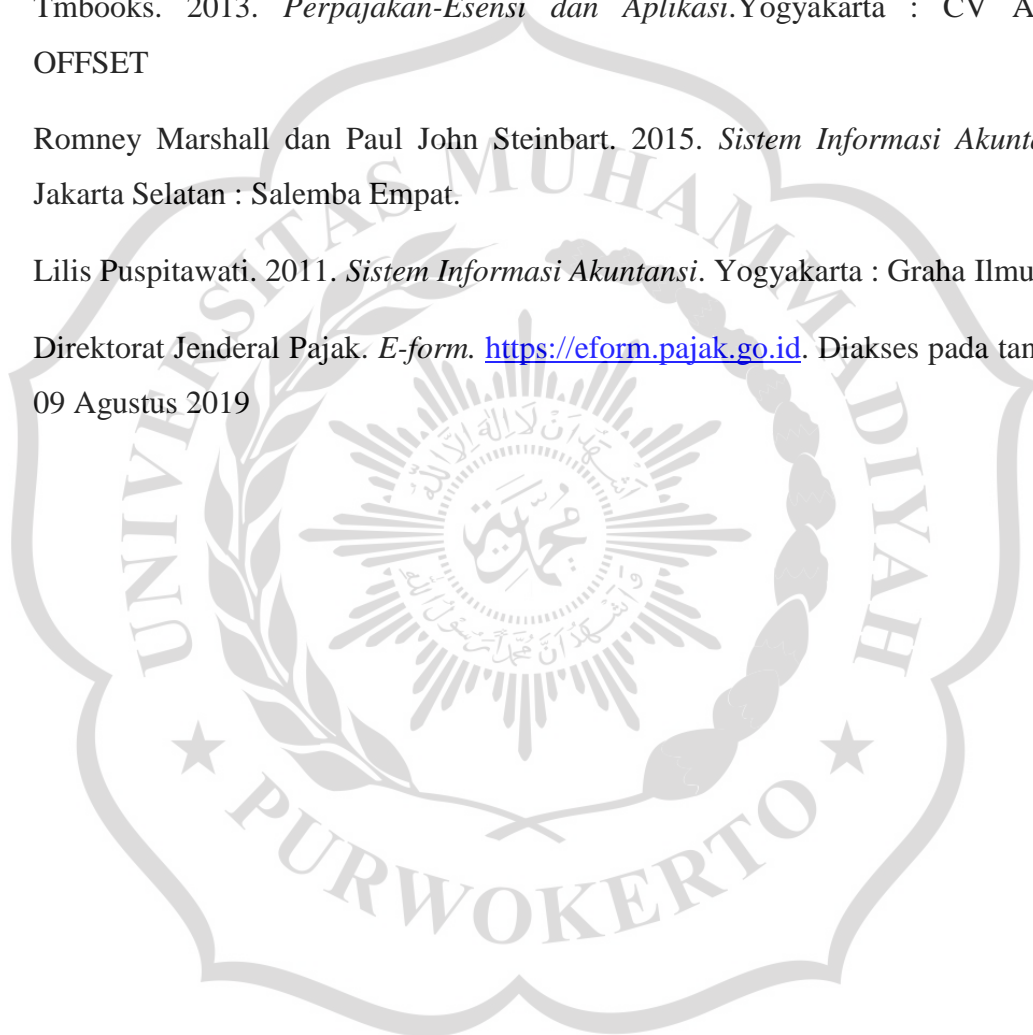 Tmbooks. 2013. Perpajakan-Esensi dan Aplikasi.Yogyakarta : CV A
OFFSET
Romney Marshall dan Paul John Steinbart. 2015. Sistem Informasi Akunta
Jakarta Selatan : Salemba Empat.
Lilis Puspitawati. 2011. Sistem Informasi Akuntansi. Yogyakarta : Graha Ilmu
Direktorat Jenderal Pajak. E-form. https://eform.pajak.go.id. Diakses pada tan
09 Agustus 2019
UNIVERSITAS MUHAMMADIYAH
PURWOKERTO